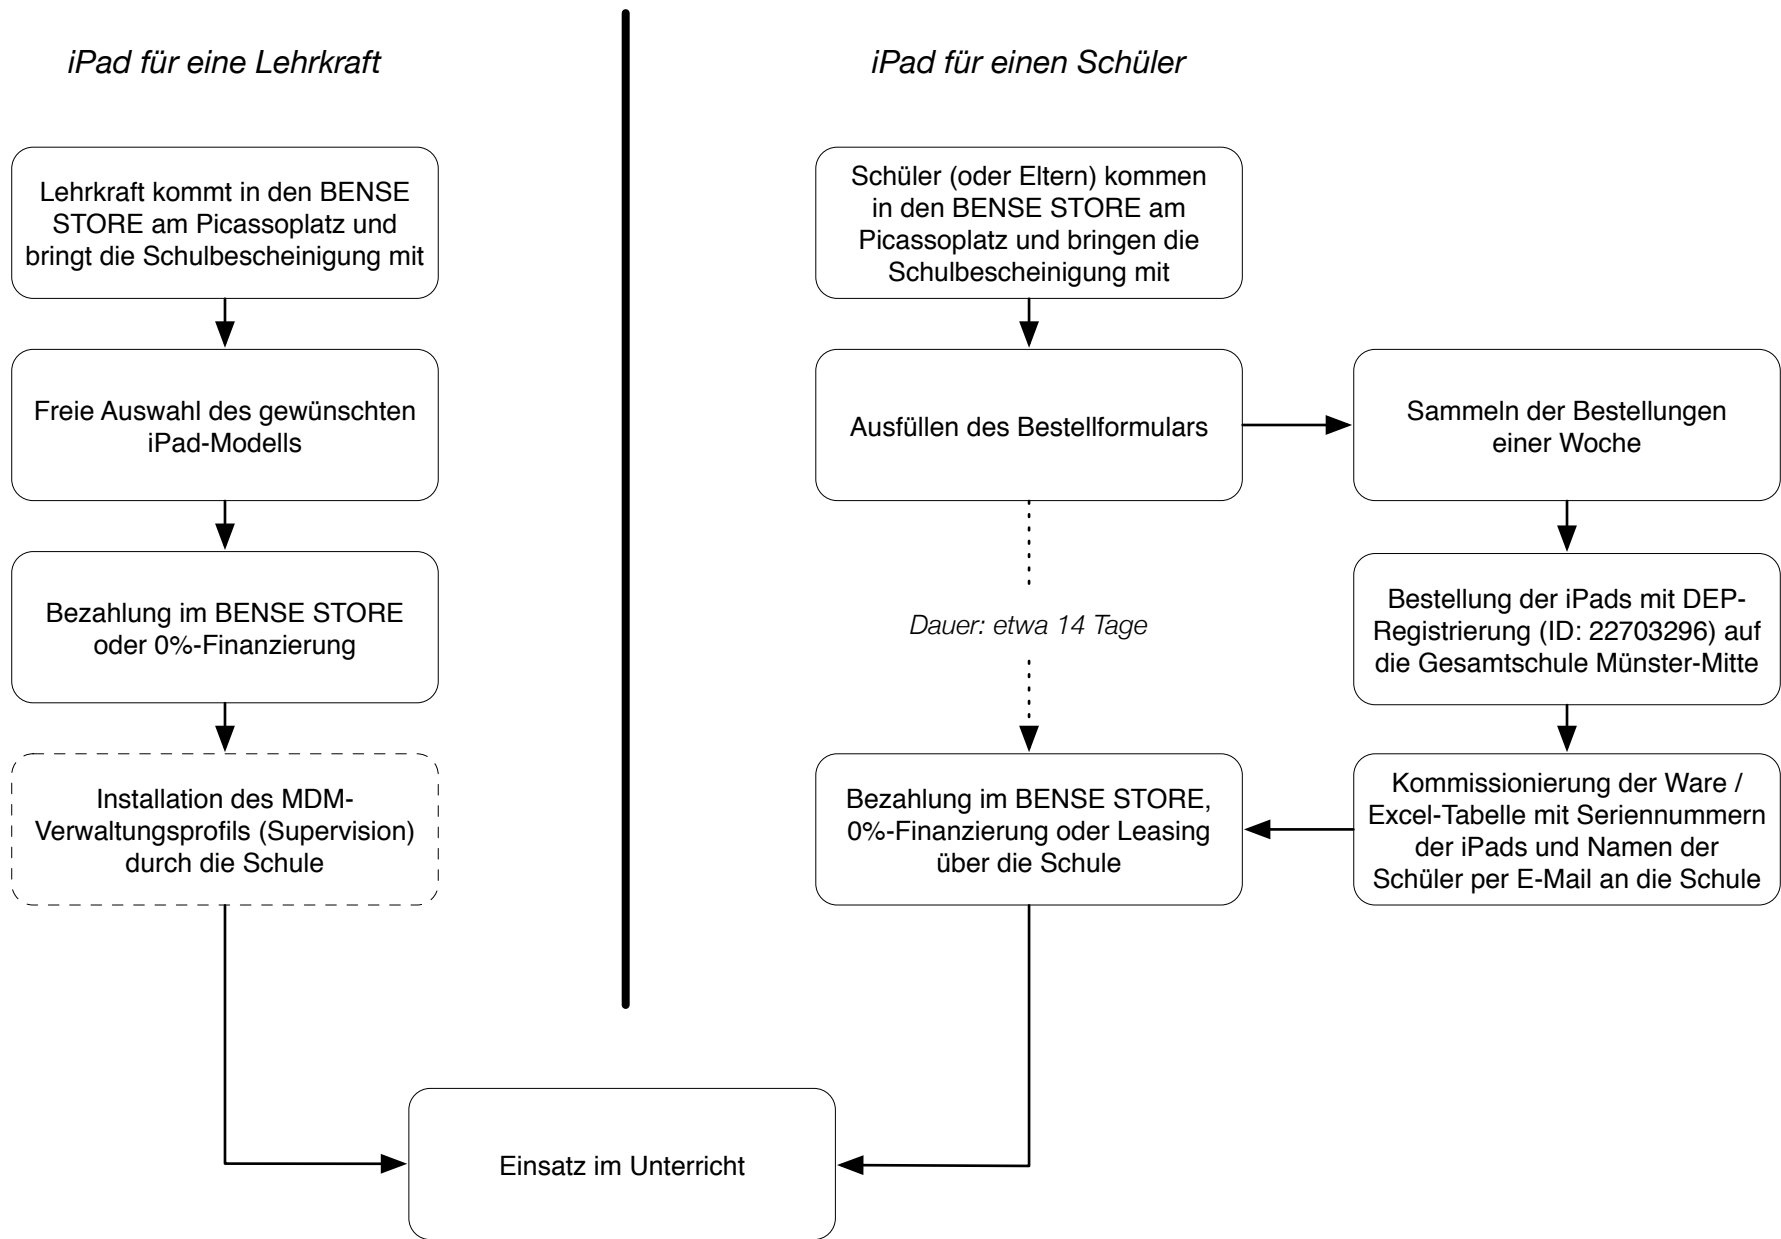 iPad für eine Lehrkraft
Lehrkraft kommt in den BENSE
STORE am Picassoplatz und
bringt die Schulbescheinigung mit
Freie Auswahl des gewünschten
iPad-Modells
Bezahlung im BENSE STORE
oder 0%-Finanzierung
Installation des MDM-
Verwaltungsprofils (Supervision)
durch die Schule
iPad für einen Schüler
Schüler (oder Eltern) kommen
in den BENSE STORE am
Picassoplatz und bringen die
Schulbescheinigung mit
Ausfüllen des Bestellformulars
Sammeln der Bestellungen
einer Woche
Bestellung der iPads mit DEP-
Registrierung (ID: 22703296) auf
die Gesamtschule Münster-Mitte
Kommissionierung der Ware /
Excel-Tabelle mit Seriennummern
der iPads und Namen der
Schüler per E-Mail an die Schule
Dauer: etwa 14 Tage
Bezahlung im BENSE STORE,
0%-Finanzierung oder Leasing
über die Schule
Einsatz im Unterricht